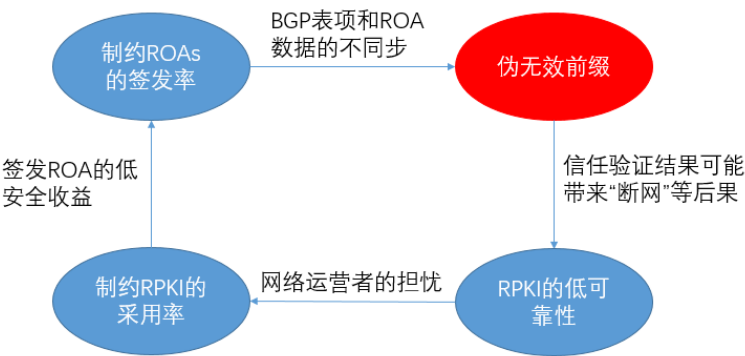 制约ROAs
的签发率
BGP表项和ROA
数据的不同步
伪无效前缀
签发ROA的低
安全收益
信任验证结果可能
带来“断网”等后果
制约RPKI的
采用率
网络运营者的担忧
RPKI的低可
靠性